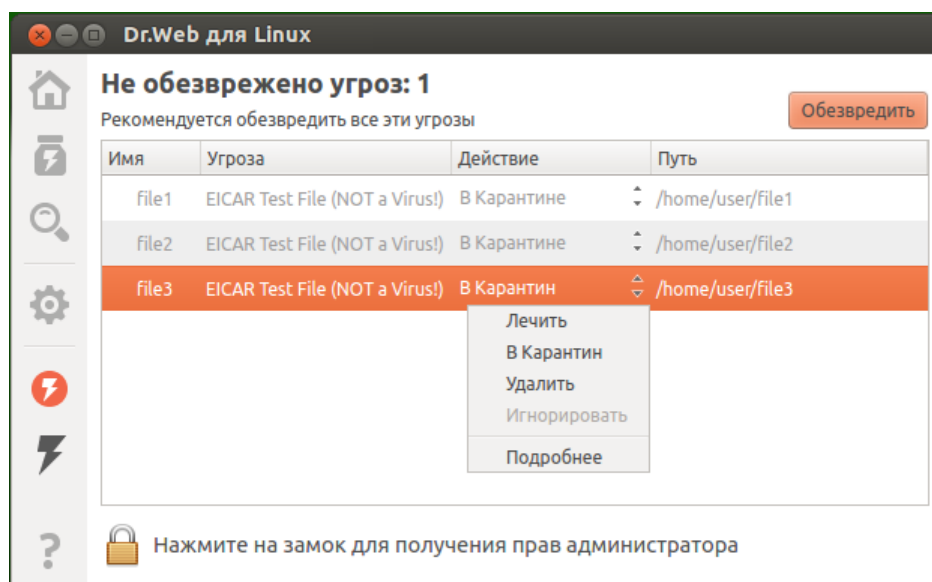 Dr.Web для Linux
Не обезврежено угроз: 1
Рекомендуется обезвредить все эти угрозы
Обезвредить
Имя Угроза Действие Путь
file1 EICAR Test File (NOT a Virus!) В Карантине /home/user/file1
file2 EICAR Test File (NOT a Virus!) В Карантине /home/user/file2
file3 EICAR Test File (NOT a Virus!) В Карантин /home/user/file3
Лечить
В Карантин
Удалить
Игнорировать
Подробнее
?
Нажмите на замок для получения прав администратора